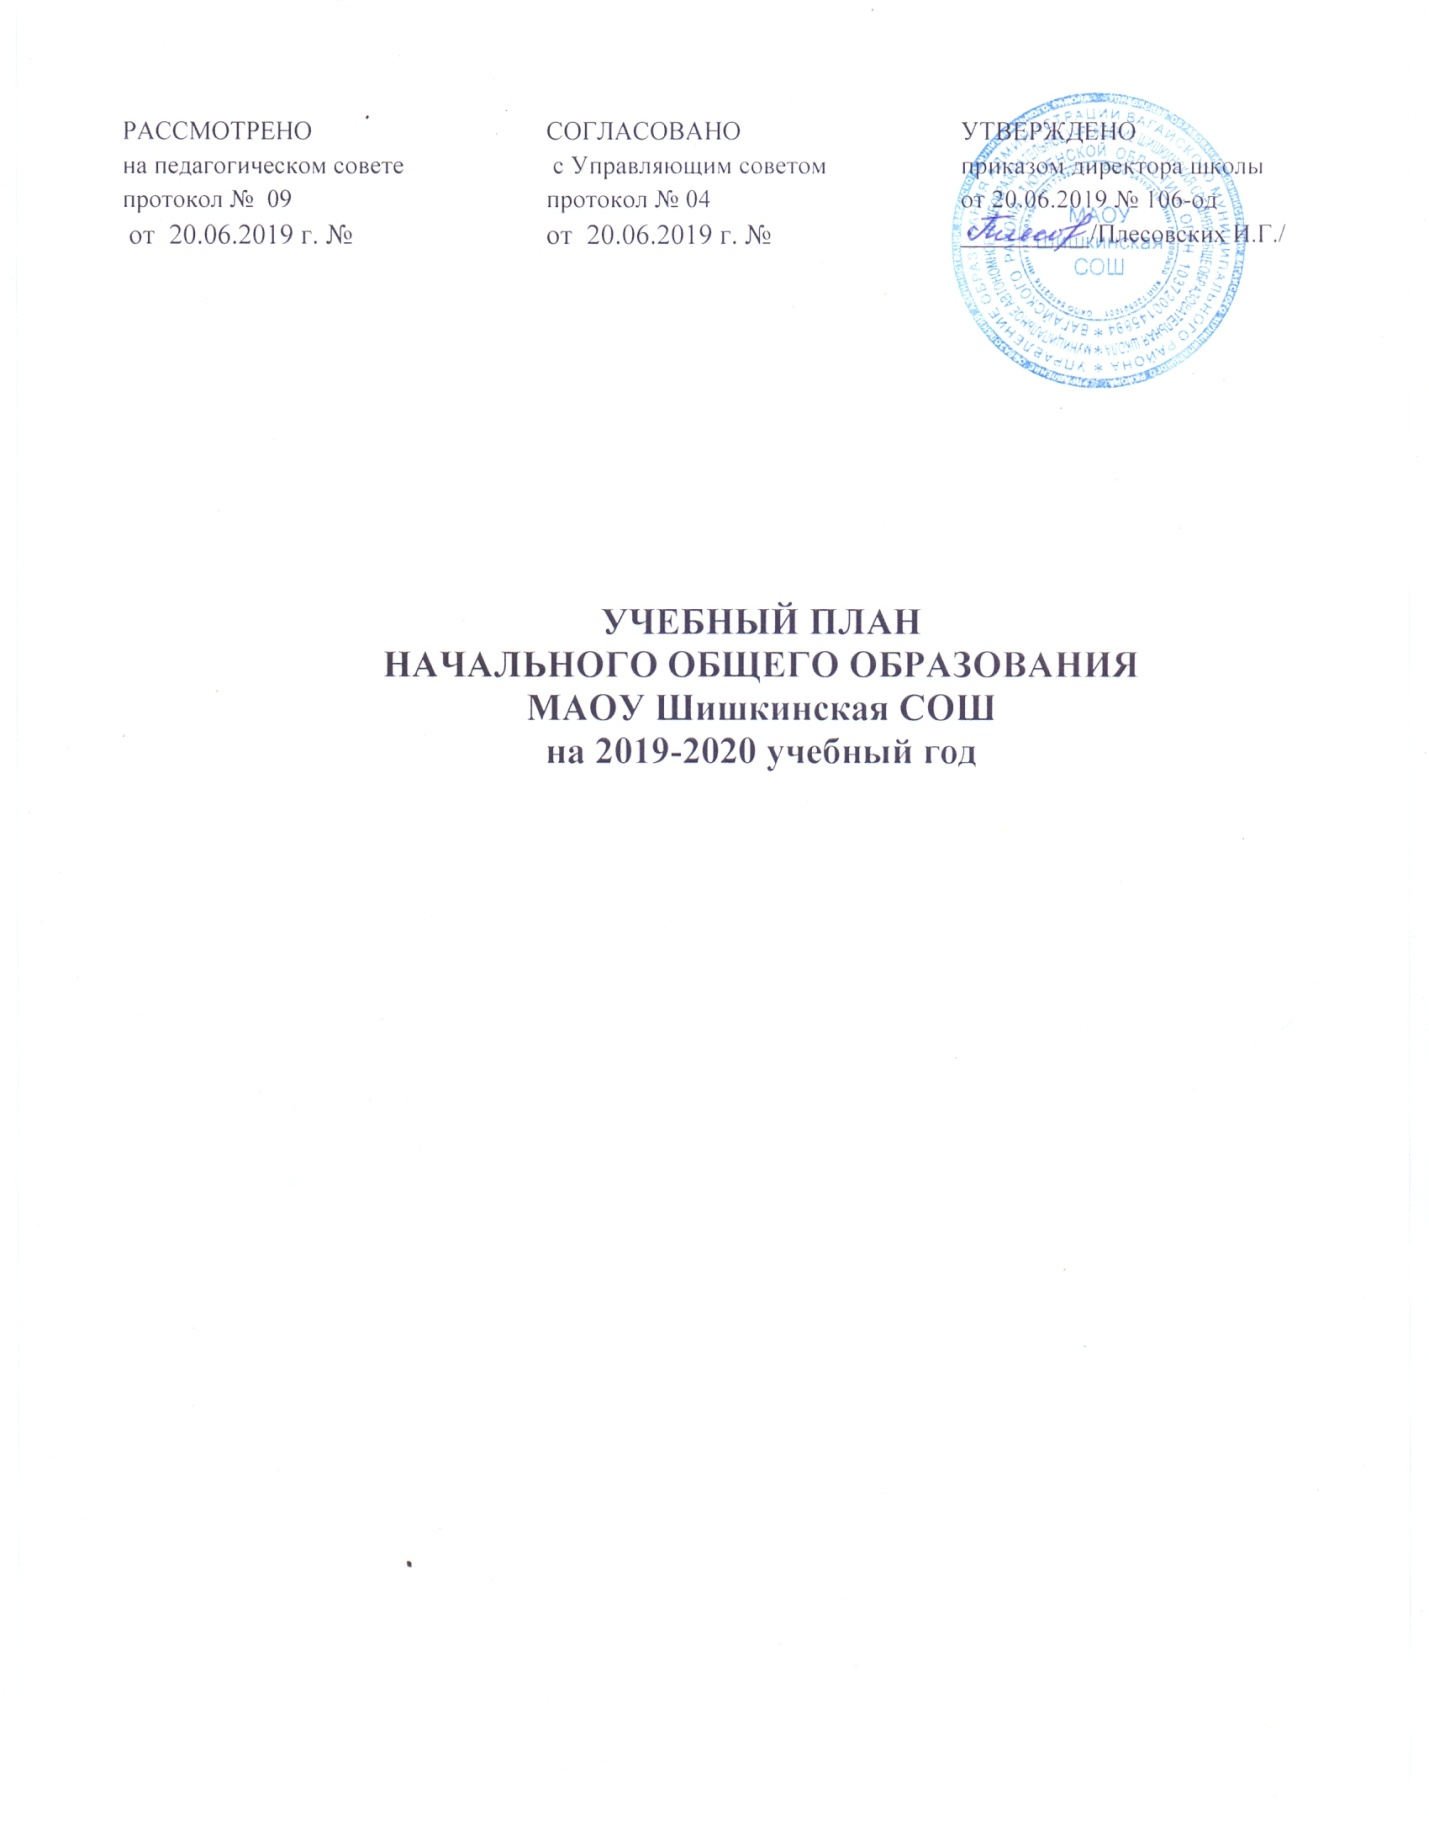 РАССМОТРЕНО
на педагогическом совете
протокол № 09
от 20.06.2019 г. №
СОГЛАСОВАНО
с Управляющим советом
протокол № 04
от 20.06.2019 г. №
УТВЕРЖДЕНО
приказом директора школы
от 20.06.2019 № 106-од
/Плесовских И.Г./
МАОУ
Шишкинская
СОШ
УЧЕБНЫЙ ПЛАН
НАЧАЛЬНОГО ОБЩЕГО ОБРАЗОВАНИЯ
МАОУ Шишкинская СОШ
на 2019-2020 учебный год